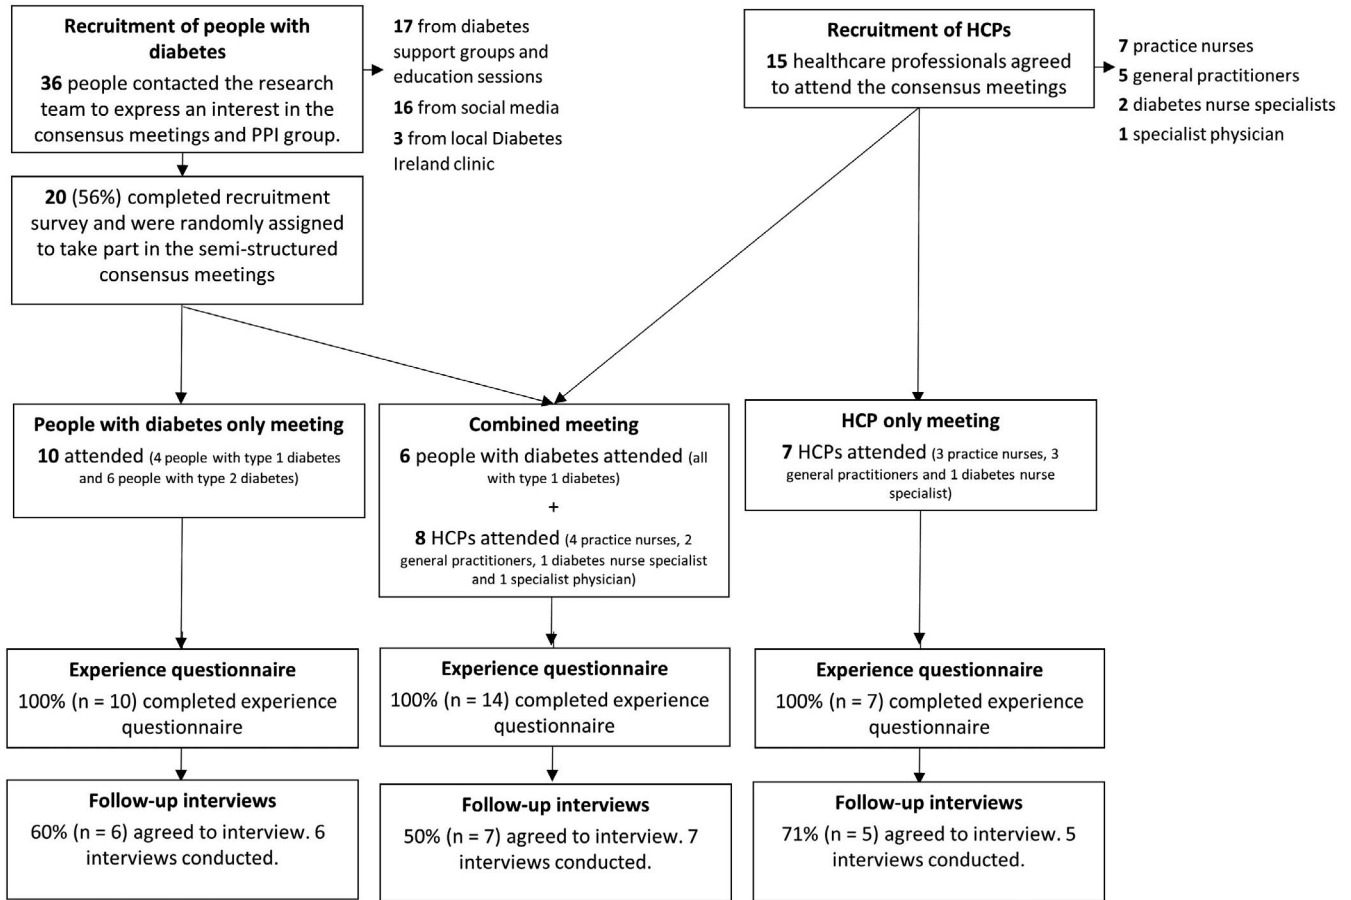 Recruitment of people with
diabetes
36 people contacted the research
team to express an interest in the
consensus meetings and PPI group.
17 from diabetes
support groups and
education sessions
16 from social media
3 from local Diabetes
Ireland clinic
Recruitment of HCPs
15 healthcare professionals agreed
to attend the consensus meetings
7 practice nurses
5 general practitioners
2 diabetes nurse specialists
1 specialist physician
20 (56%) completed recruitment
survey and were randomly assigned
to take part in the semi-structured
consensus meetings
People with diabetes only meeting
10 attended (4 people with type 1 diabetes
and 6 people with type 2 diabetes)
Combined meeting
6 people with diabetes attended (all
with type 1 diabetes)
+
8 HCPs attended (4 practice nurses, 2
general practitioners, 1 diabetes nurse specialist
and 1 specialist physician)
HCP only meeting
7 HCPs attended (3 practice nurses, 3
general practitioners and 1 diabetes nurse
specialist)
Experience questionnaire
100% (n = 10) completed experience
questionnaire
Experience questionnaire
100% (n = 14) completed experience
questionnaire
Experience questionnaire
100% (n = 7) completed experience
questionnaire
Follow-up interviews
60% (n = 6) agreed to interview. 6
interviews conducted.
Follow-up interviews
50% (n = 7) agreed to interview. 7
interviews conducted.
Follow-up interviews
71% (n = 5) agreed to interview. 5
interviews conducted.